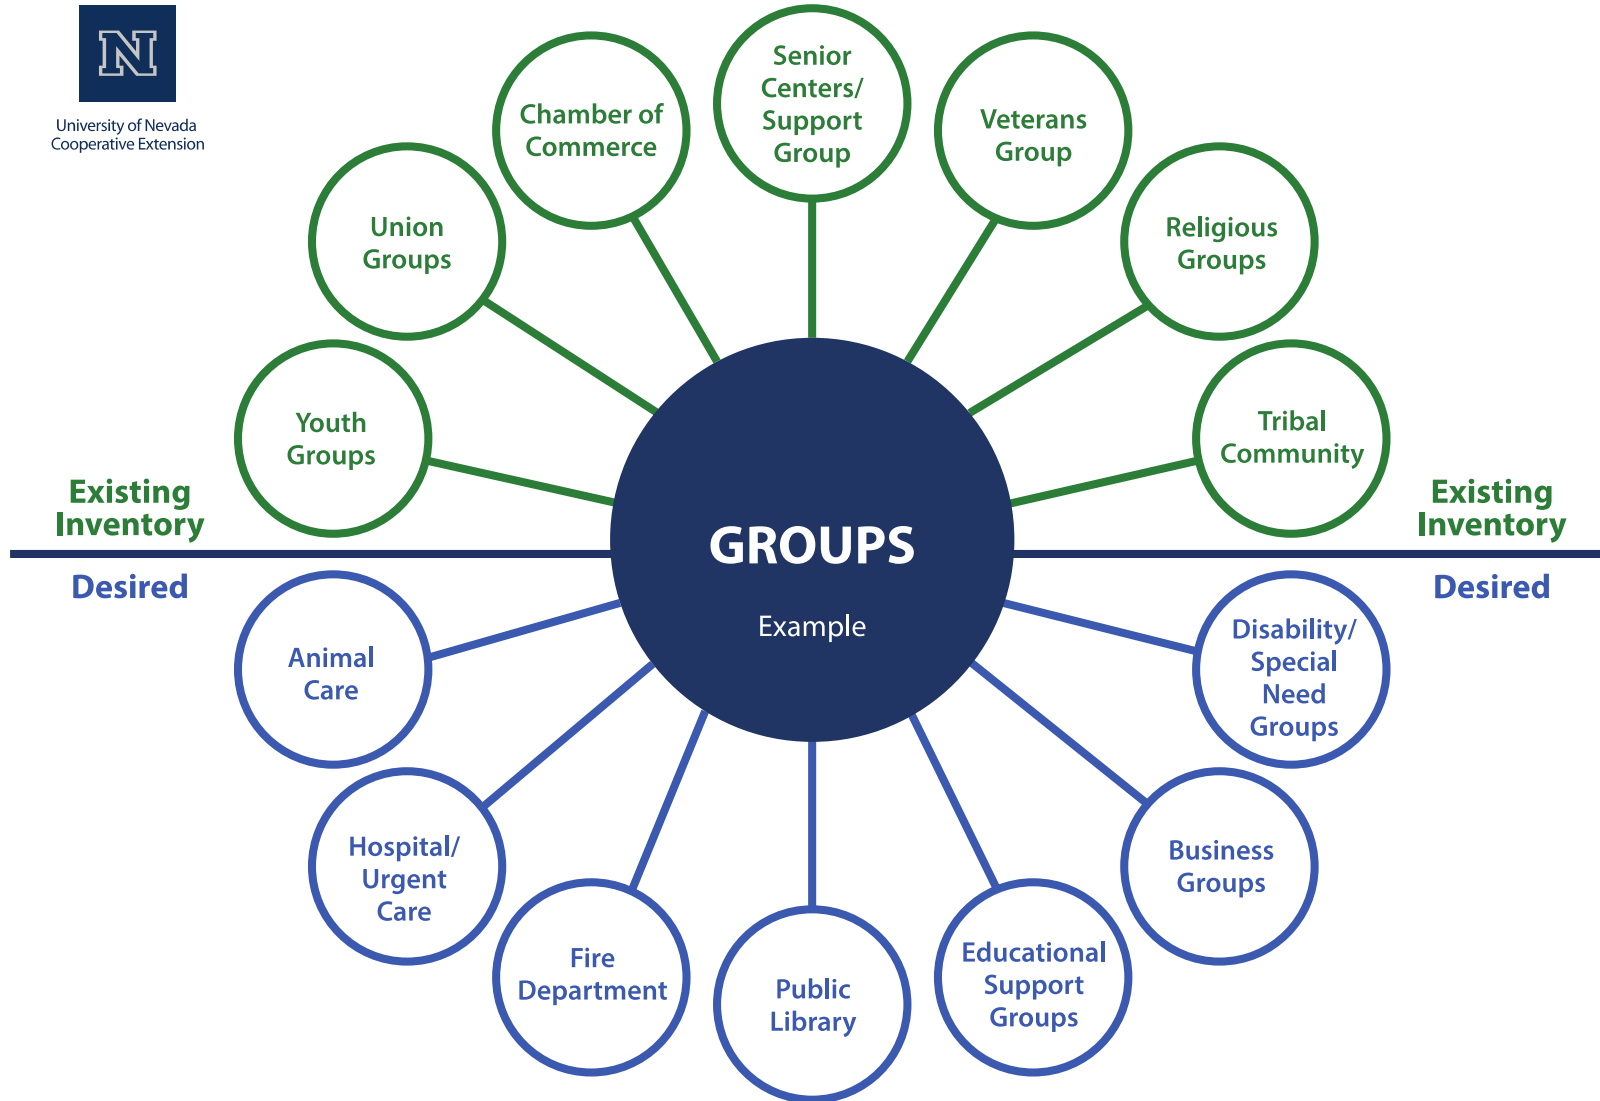 N
University of Nevada
Cooperative Extension
Senior
Centers/
Support
Group
Chamber of
Commerce
Veterans
Group
Union
Groups
Religious
Groups
Youth
Groups
Tribal
Community
Existing
Inventory
Existing
Inventory
GROUPS
Example
Desired
Desired
Animal
Care
Disability/
Special
Need
Groups
Hospital/
Urgent
Care
Business
Groups
Fire
Department
Educational
Support
Groups
Public
Library